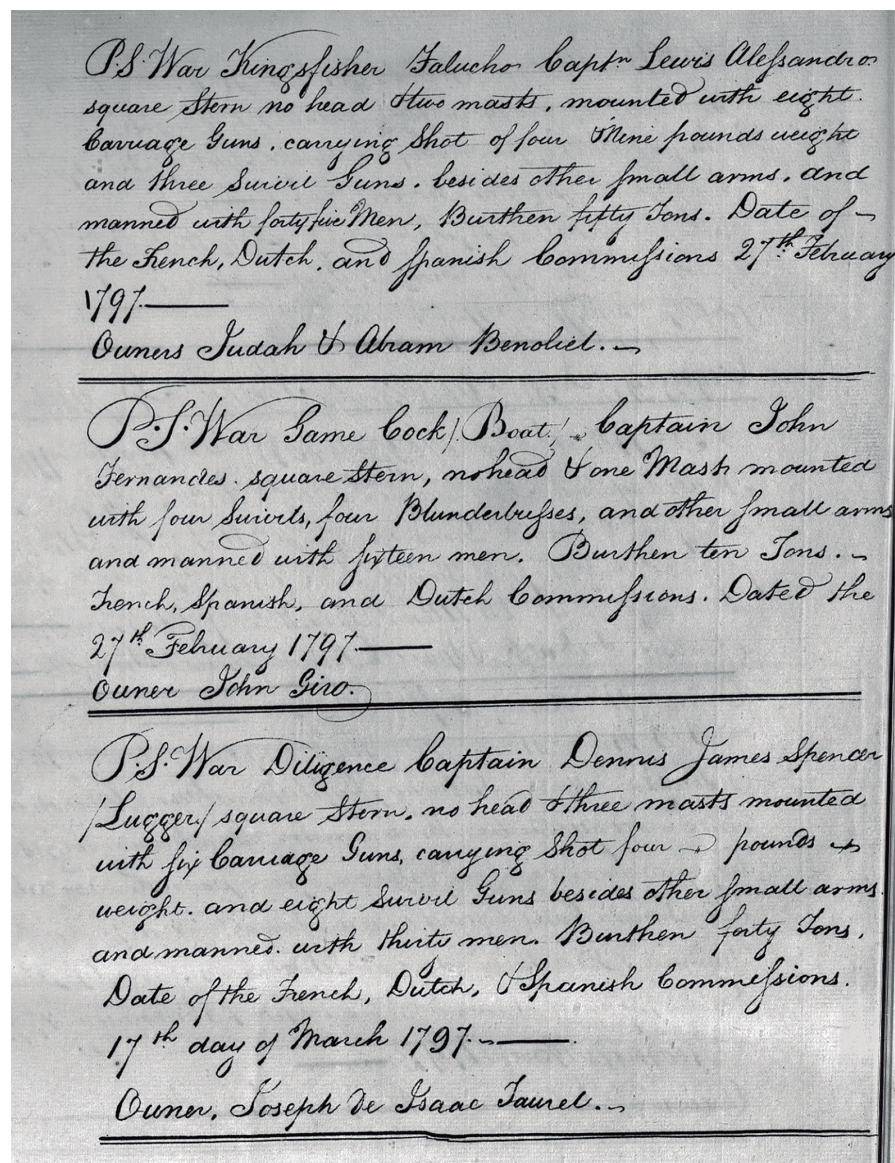 P.S. War Kingsfisher Falucho Captn Lewis Alessandro
square Stern no head & two masts, mounted with eight
Carriage Guns, carrying Shot of four & Nine pounds weight
and three Swivil Guns, besides other small arms, and
manned with forty five Men, Burthen fifty Tons. Date of
the French, Dutch, and Spanish Commissions 27th February
1797.
Owners Judah & Abram Benoliel.
P.S. War Game Cock /Boat/ Captain John
Fernandes. square Stern, no head & one Mash mounted
with four Swivils, four Blunderbusses, and other small arms
and manned with sixteen men. Burthen ten Tons.
French, Spanish, and Dutch Commissions. Dated the
27th February 1797.
Owner John Giro.
P.S. War Diligence Captain Dennis James Spencer
/Lugger/ square Stern, no head & three masts mounted
with six Carriage Guns, carrying Shot four pounds
weight. and eight Swivil Guns besides other small arms.
and manned with thirty men. Burthen forty Tons.
Date of the French, Dutch, & Spanish Commissions.
17th day of March 1797.
Owner, Joseph de Isaac Taurel.